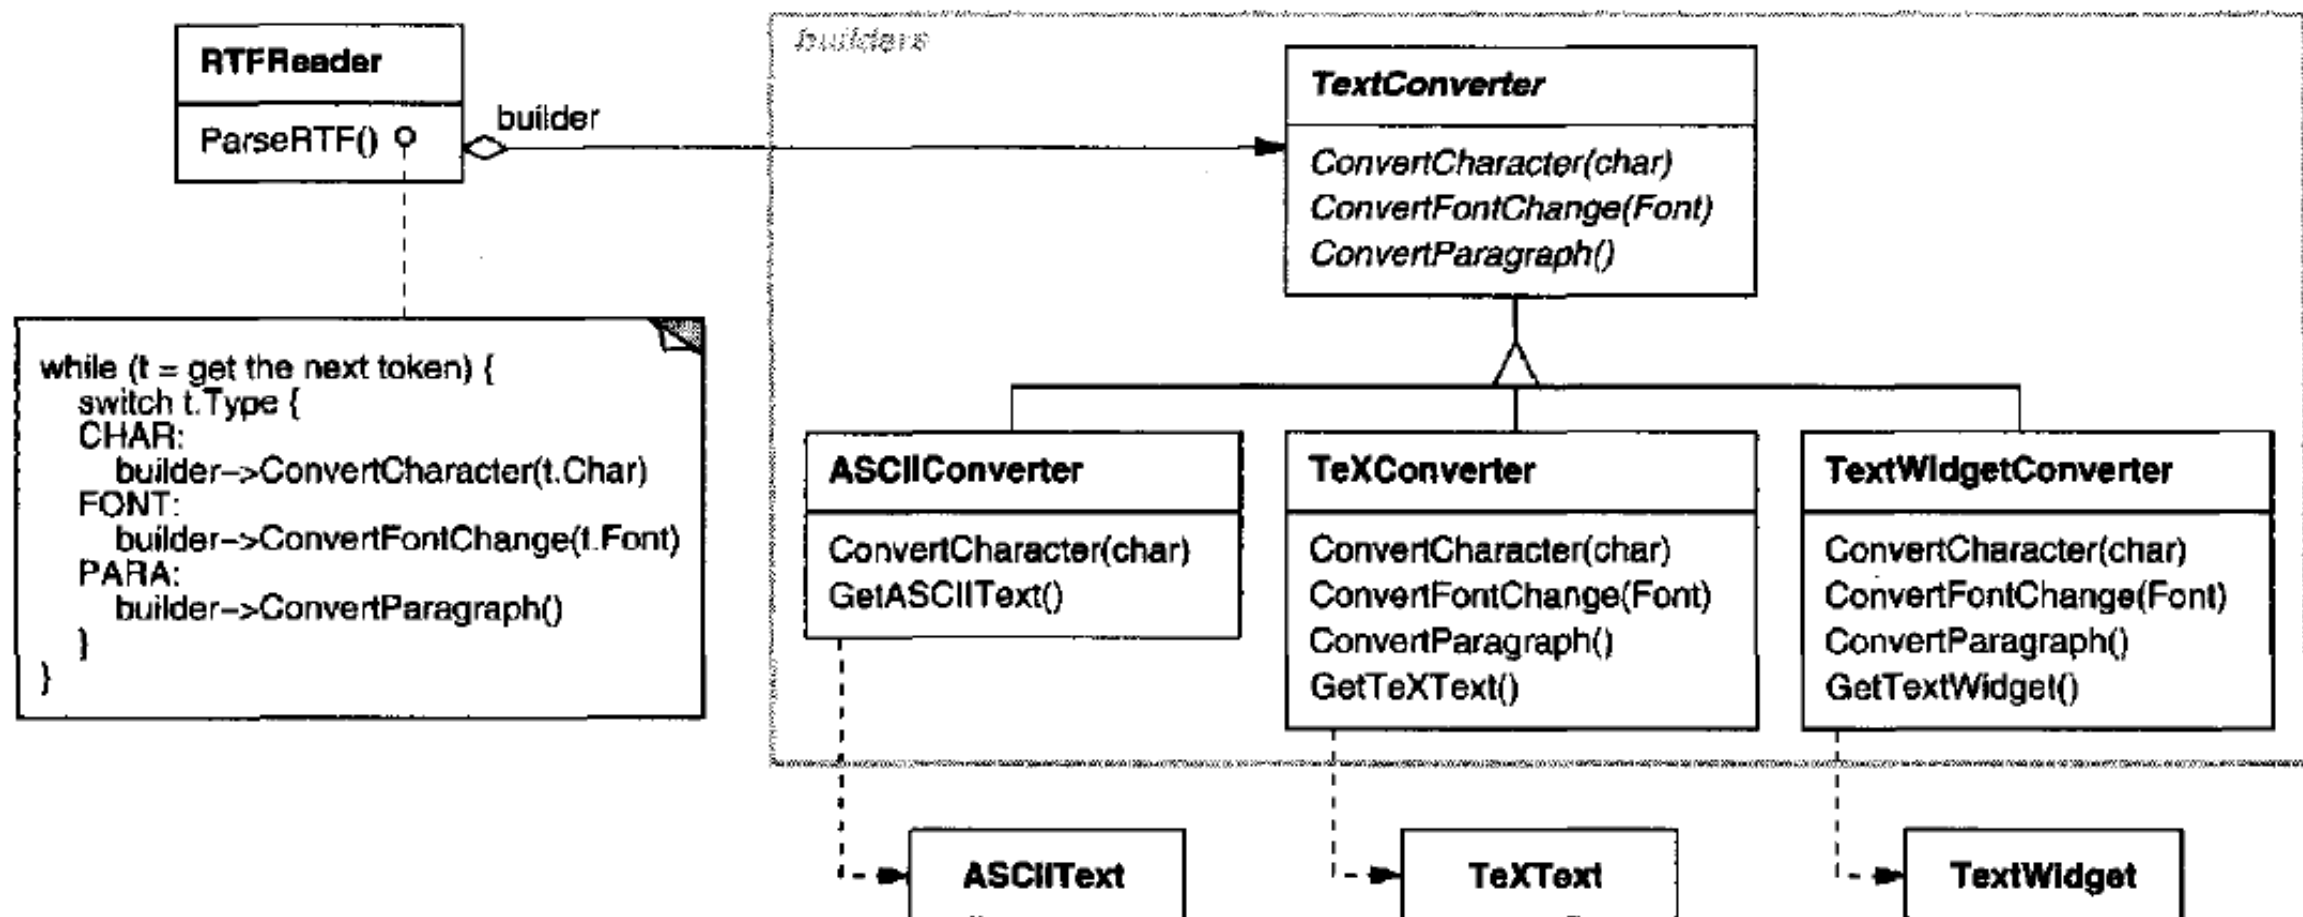 RTFReader
ParseRTF()
builder
builders
TextConverter
ConvertCharacter(char)
ConvertFontChange(Font)
ConvertParagraph()
while (t = get the next token) {
switch t.Type {
CHAR:
builder->ConvertCharacter(t.Char)
FONT:
builder->ConvertFontChange(t.Font)
PARA:
builder->ConvertParagraph()
}
}
ASCIIConverter
ConvertCharacter(char)
GetASCIIText()
TeXConverter
ConvertCharacter(char)
ConvertFontChange(Font)
ConvertParagraph()
GetTeXText()
TextWidgetConverter
ConvertCharacter(char)
ConvertFontChange(Font)
ConvertParagraph()
GetTextWidget()
ASCIIText
TeXText
TextWidget